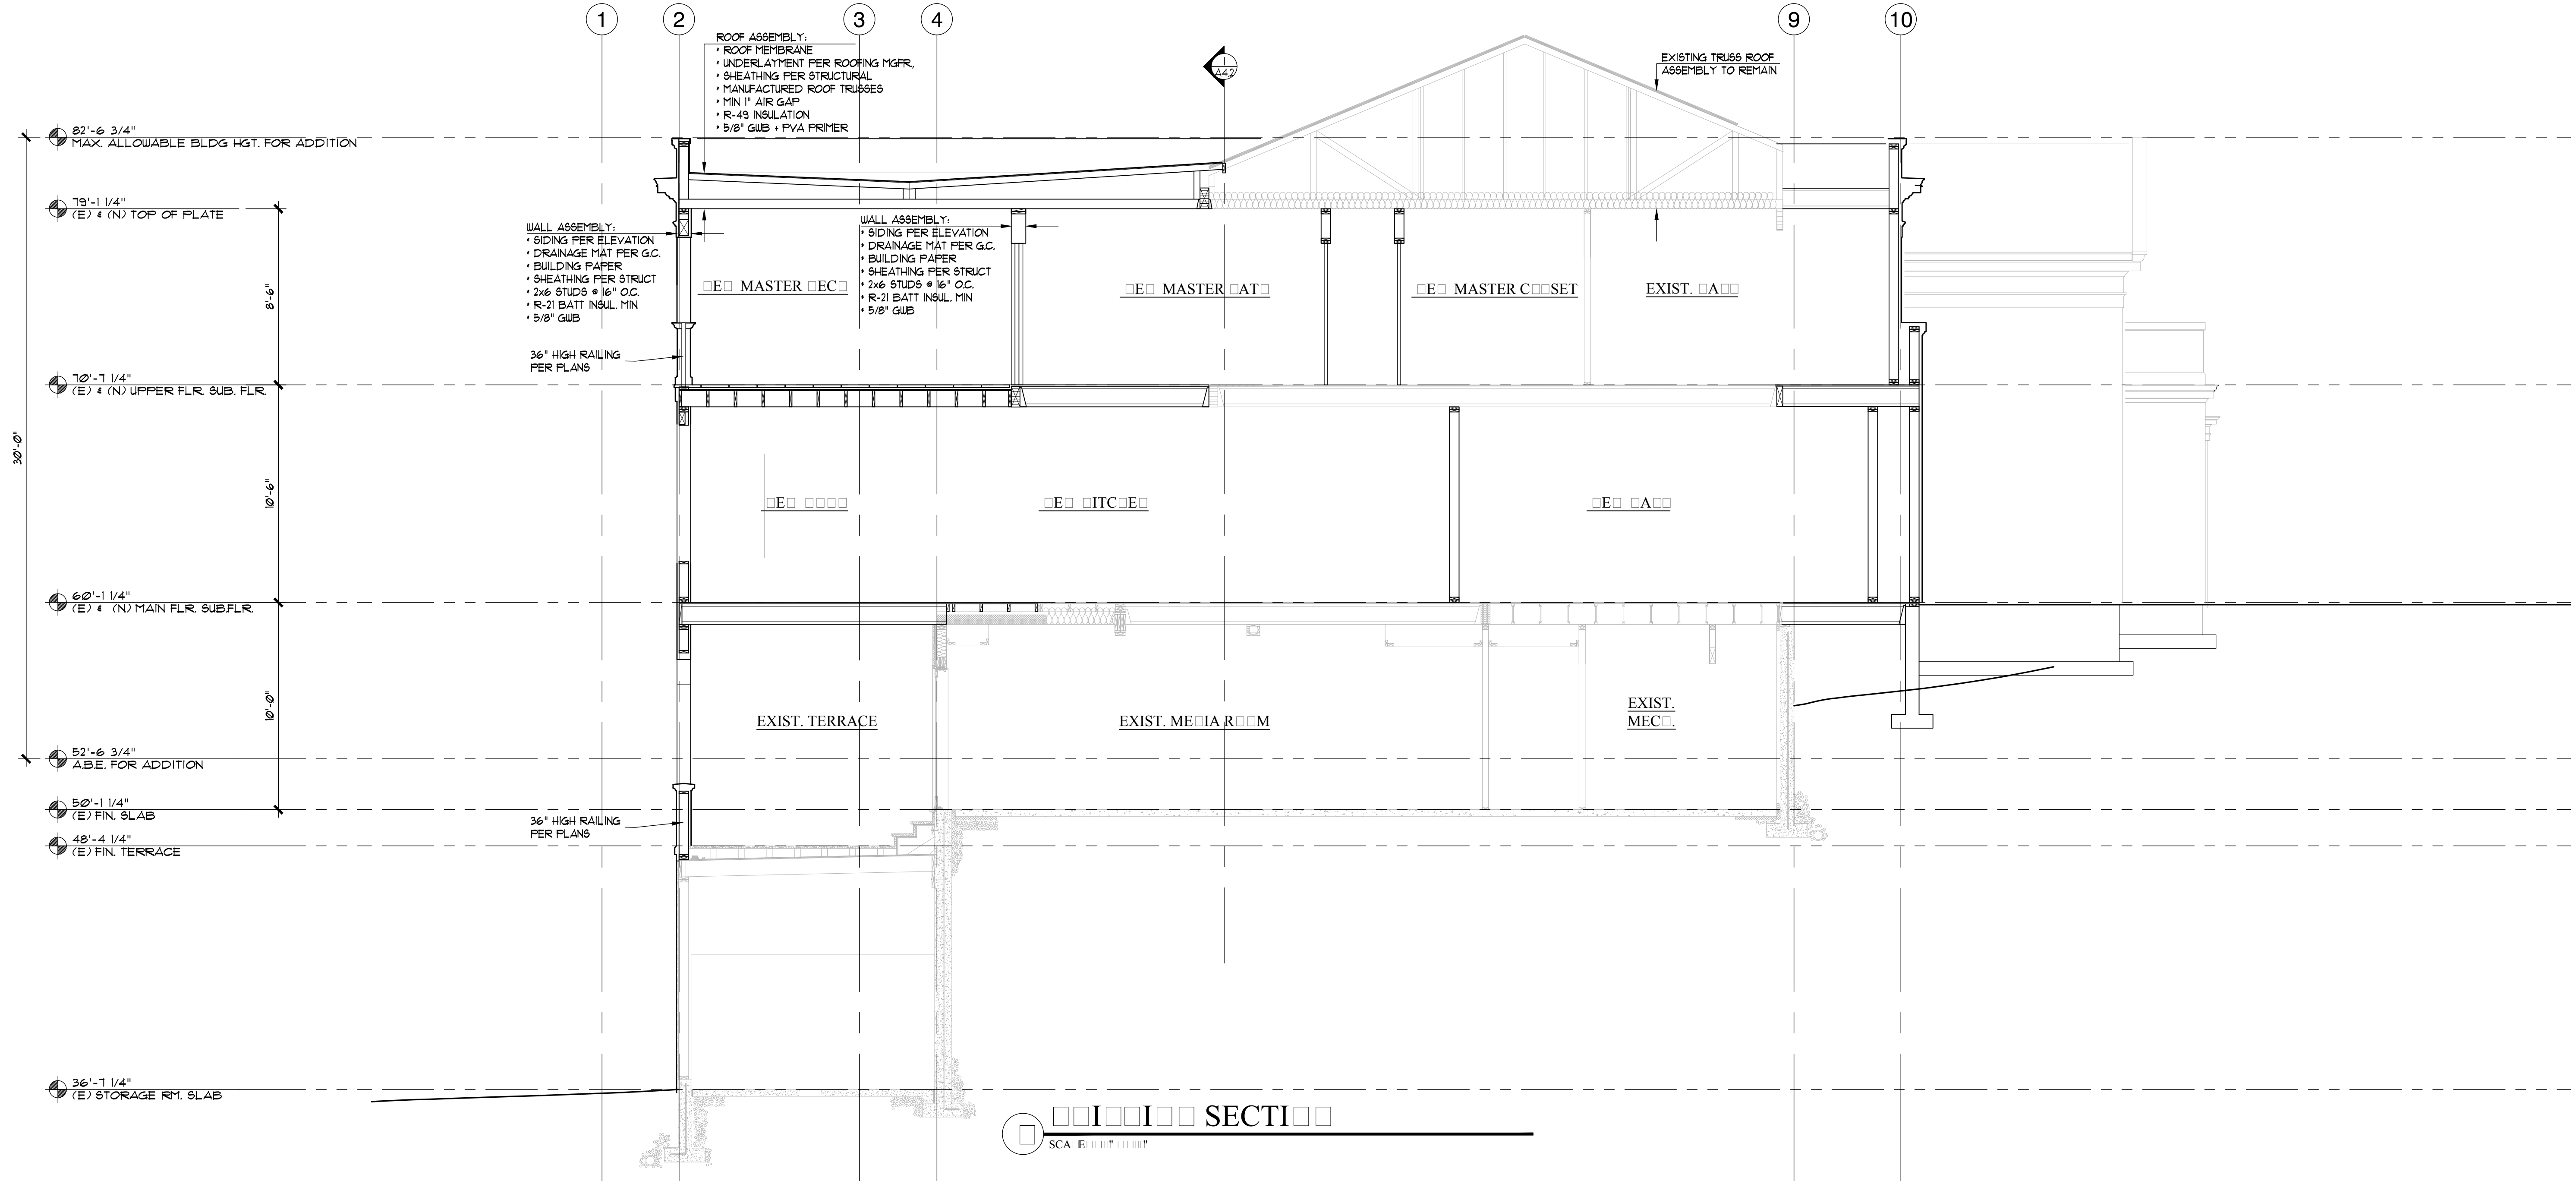 1
2
3
4
9
10
ROOF ASSEMBLY:
• ROOF MEMBRANE
• UNDERLAYMENT PER ROOFING MGFR,
• SHEATHING PER STRUCTURAL
• MANUFACTURED ROOF TRUSSES
• MIN 1" AIR GAP
• R-49 INSULATION
• 5/8" GWB + PVA PRIMER
1
A4.2
EXISTING TRUSS ROOF
ASSEMBLY TO REMAIN
82'-6 3/4"
MAX. ALLOWABLE BLDG HGT. FOR ADDITION
79'-1 1/4"
(E) & (N) TOP OF PLATE
WALL ASSEMBLY:
• SIDING PER ELEVATION
• DRAINAGE MAT PER G.C.
• BUILDING PAPER
• SHEATHING PER STRUCT
• 2x6 STUDS @ 16" O.C.
• R-21 BATT INSUL. MIN
• 5/8" GWB
WALL ASSEMBLY:
• SIDING PER ELEVATION
• DRAINAGE MAT PER G.C.
• BUILDING PAPER
• SHEATHING PER STRUCT
• 2x6 STUDS @ 16" O.C.
• R-21 BATT INSUL. MIN
• 5/8" GWB
8'-6"
MASTER
MASTER
MASTER
EXIST.
36" HIGH RAILING
PER PLANS
70'-7 1/4"
(E) & (N) UPPER FLR. SUB. FLR.
30'-0"
10'-6"
60'-1 1/4"
(E) & (N) MAIN FLR. SUB.FLR.
10'-0"
EXIST. TERRACE
EXIST.
EXIST.
52'-6 3/4"
A.B.E. FOR ADDITION
50'-1 1/4"
(E) FIN. SLAB
36" HIGH RAILING
PER PLANS
48'-4 1/4"
(E) FIN. TERRACE
36'-7 1/4"
(E) STORAGE RM. SLAB